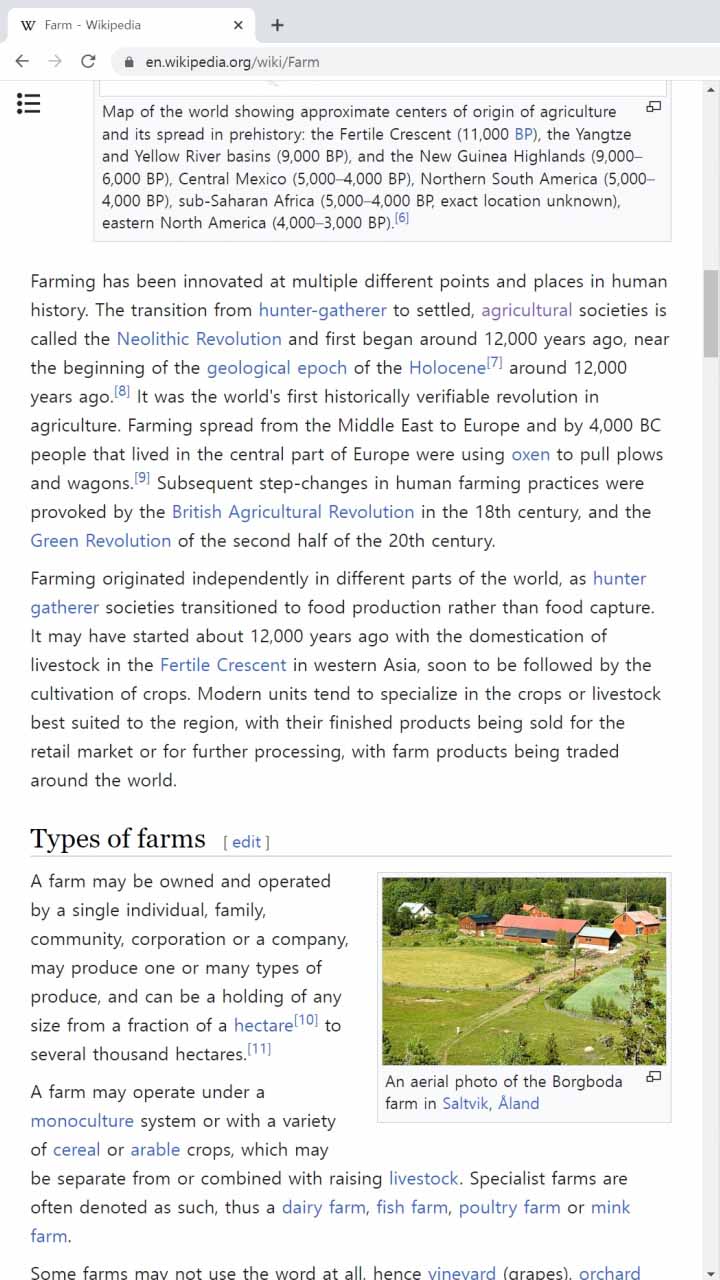 W Farm - Wikipedia
en.wikipedia.org/wiki/Farm
Map of the world showing approximate centers of origin of agriculture
and its spread in prehistory: the Fertile Crescent (11,000 BP), the Yangtze
and Yellow River basins (9,000 BP), and the New Guinea Highlands (9,000–
6,000 BP), Central Mexico (5,000–4,000 BP), Northern South America (5,000–
4,000 BP), sub-Saharan Africa (5,000–4,000 BP, exact location unknown),
eastern North America (4,000–3,000 BP).[6]
Farming has been innovated at multiple different points and places in human
history. The transition from hunter-gatherer to settled, agricultural societies is
called the Neolithic Revolution and first began around 12,000 years ago, near
the beginning of the geological epoch of the Holocene[7] around 12,000
years ago.[8] It was the world's first historically verifiable revolution in
agriculture. Farming spread from the Middle East to Europe and by 4,000 BC
people that lived in the central part of Europe were using oxen to pull plows
and wagons.[9] Subsequent step-changes in human farming practices were
provoked by the British Agricultural Revolution in the 18th century, and the
Green Revolution of the second half of the 20th century.
Farming originated independently in different parts of the world, as hunter
gatherer societies transitioned to food production rather than food capture.
It may have started about 12,000 years ago with the domestication of
livestock in the Fertile Crescent in western Asia, soon to be followed by the
cultivation of crops. Modern units tend to specialize in the crops or livestock
best suited to the region, with their finished products being sold for the
retail market or for further processing, with farm products being traded
around the world.
Types of farms [ edit ]
A farm may be owned and operated
by a single individual, family,
community, corporation or a company,
may produce one or many types of
produce, and can be a holding of any
size from a fraction of a hectare[10] to
several thousand hectares.[11]
An aerial photo of the Borgboda
farm in Saltvik, Åland
A farm may operate under a
monoculture system or with a variety
of cereal or arable crops, which may
be separate from or combined with raising livestock. Specialist farms are
often denoted as such, thus a dairy farm, fish farm, poultry farm or mink
farm.
Some farms may not use the word at all, hence vineyard (grapes), orchard